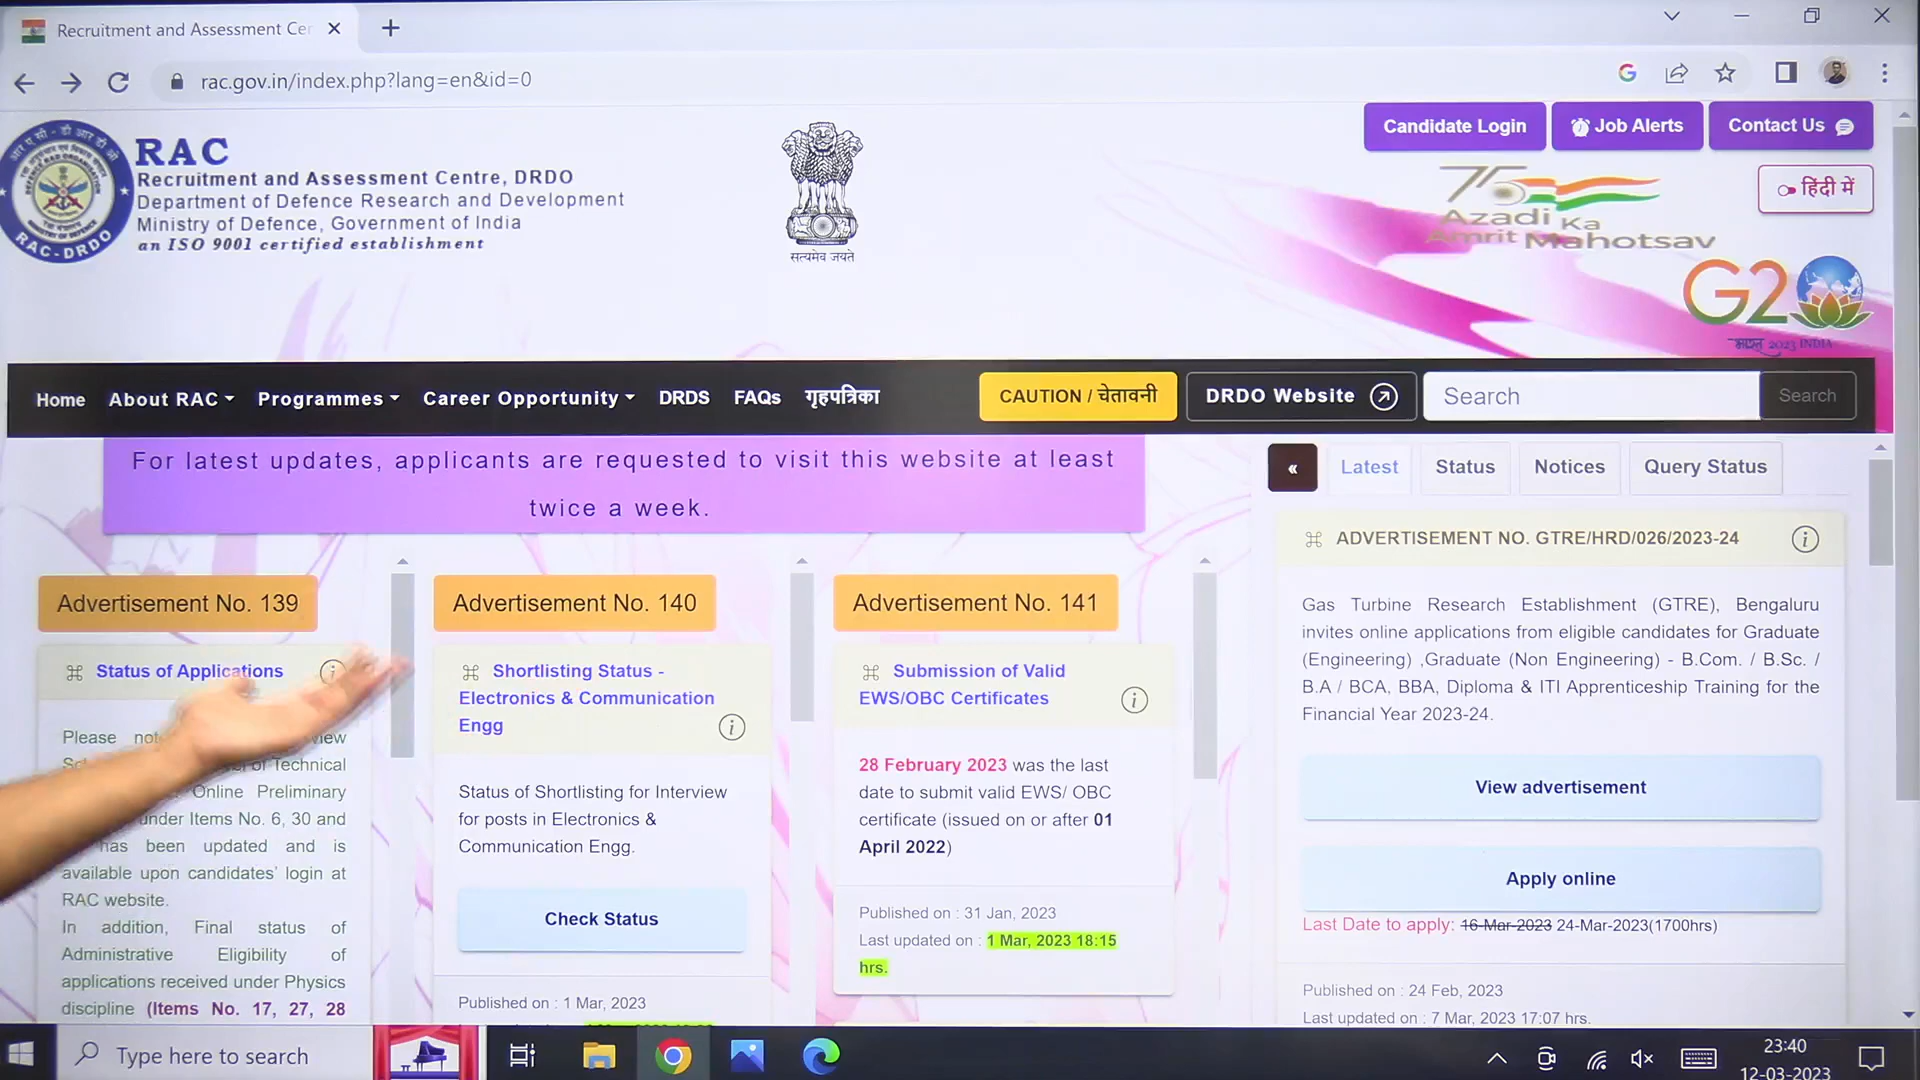 Recruitment and Assessment Cer
rac.gov.in/index.php?lang=en&id=0
Candidate Login
Job Alerts
Contact Us
RAC
Recruitment and Assessment Centre, DRDO
Department of Defence Research and Development
Ministry of Defence, Government of India
an ISO 9001 certified establishment
RAC-DRDO
सत्यमेव जयते
75
Azadi Ka
Amrit Mahotsav
हिंदी में
G20
भारत 2023 INDIA
Home
About RAC
Programmes
Career Opportunity
DRDS
FAQs
गृहपत्रिका
CAUTION / चेतावनी
DRDO Website
Search
Search
For latest updates, applicants are requested to visit this website at least
twice a week.
«
Latest
Status
Notices
Query Status
Advertisement No. 139
Status of Applications
Please
of Technical
Online Preliminary
under Items No. 6, 30 and
has been updated and is
available upon candidates' login at
RAC website.
In addition, Final status of
Administrative Eligibility of
applications received under Physics
discipline (Items No. 17, 27, 28
Advertisement No. 140
Shortlisting Status -
Electronics & Communication
Engg
Status of Shortlisting for Interview
for posts in Electronics &
Communication Engg.
Check Status
Published on : 1 Mar, 2023
Advertisement No. 141
Submission of Valid
EWS/OBC Certificates
28 February 2023 was the last
date to submit valid EWS/ OBC
certificate (issued on or after 01
April 2022)
Published on : 31 Jan, 2023
Last updated on : 1 Mar, 2023 18:15
hrs.
ADVERTISEMENT NO. GTRE/HRD/026/2023-24
Gas Turbine Research Establishment (GTRE), Bengaluru
invites online applications from eligible candidates for Graduate
(Engineering) ,Graduate (Non Engineering) - B.Com. / B.Sc. /
B.A / BCA, BBA, Diploma & ITI Apprenticeship Training for the
Financial Year 2023-24.
View advertisement
Apply online
Last Date to apply: 16-Mar-2023 24-Mar-2023(1700hrs)
Published on : 24 Feb, 2023
Last updated on : 7 Mar, 2023 17:07 hrs.
Type here to search
23:40
12-03-2023